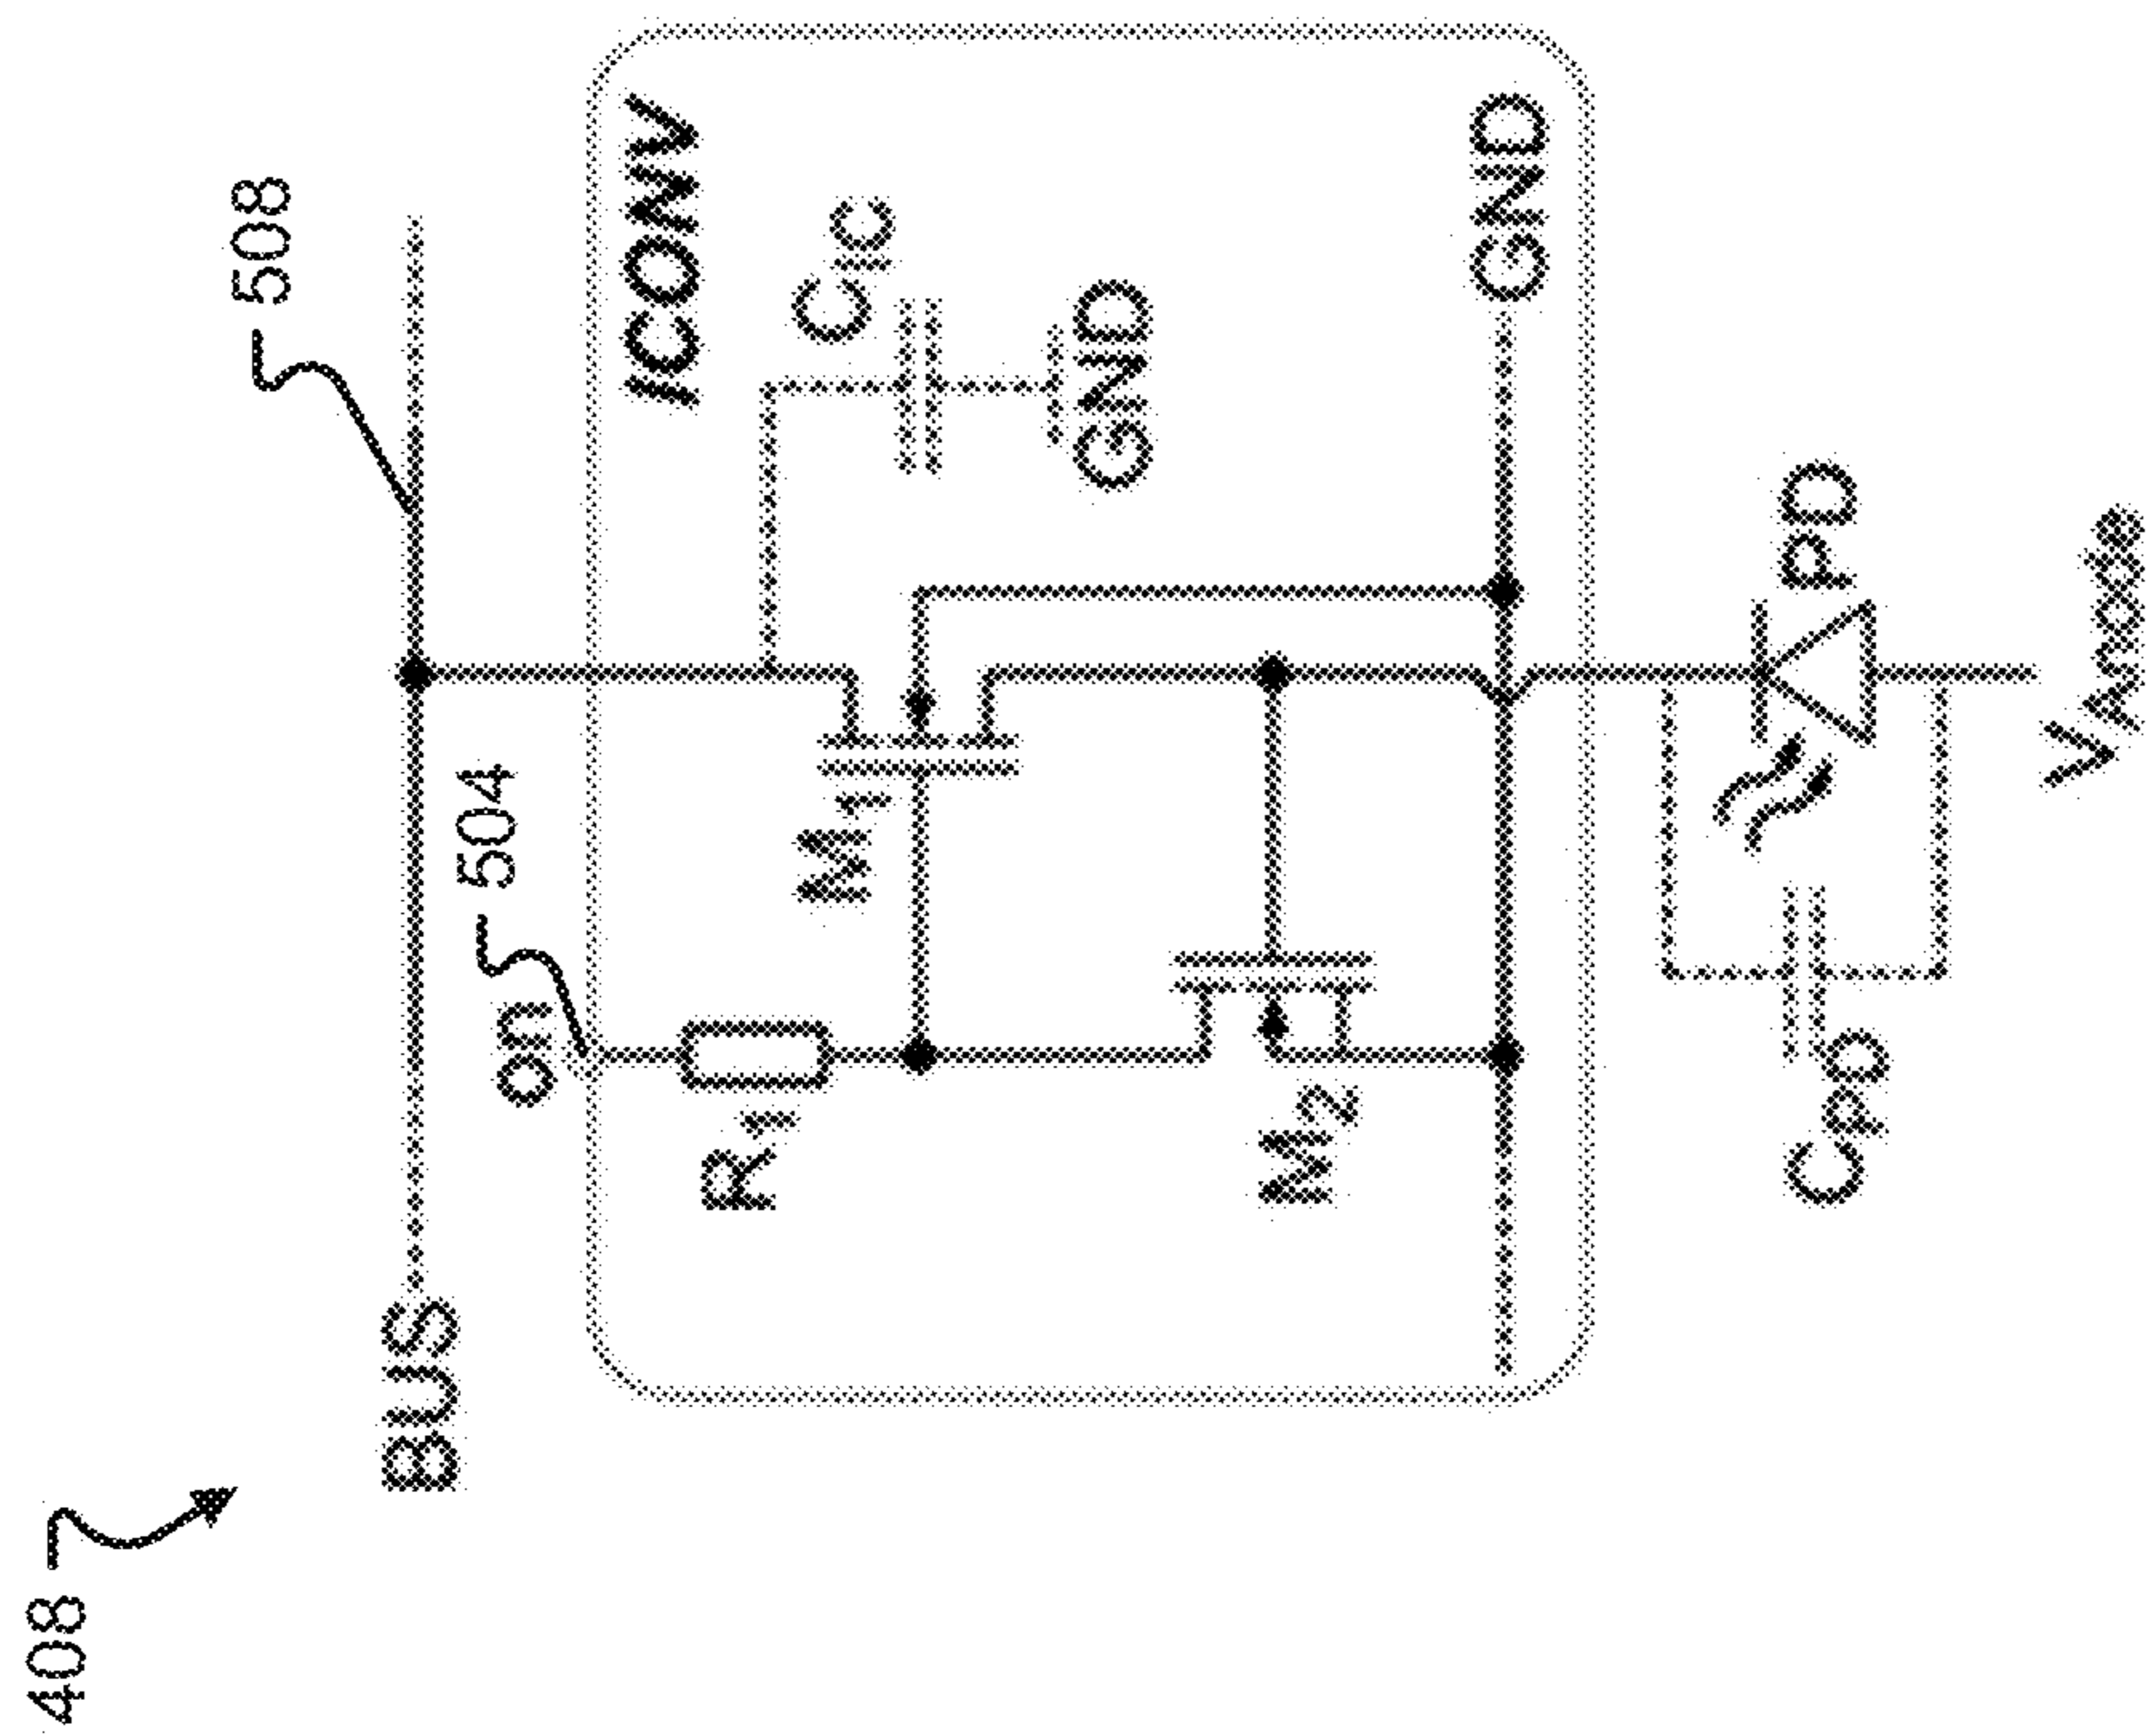 408
BUS
508
on 504
ICONV
R1
M1
CIC
GND
M2
GND
CPD
PD
VAnode